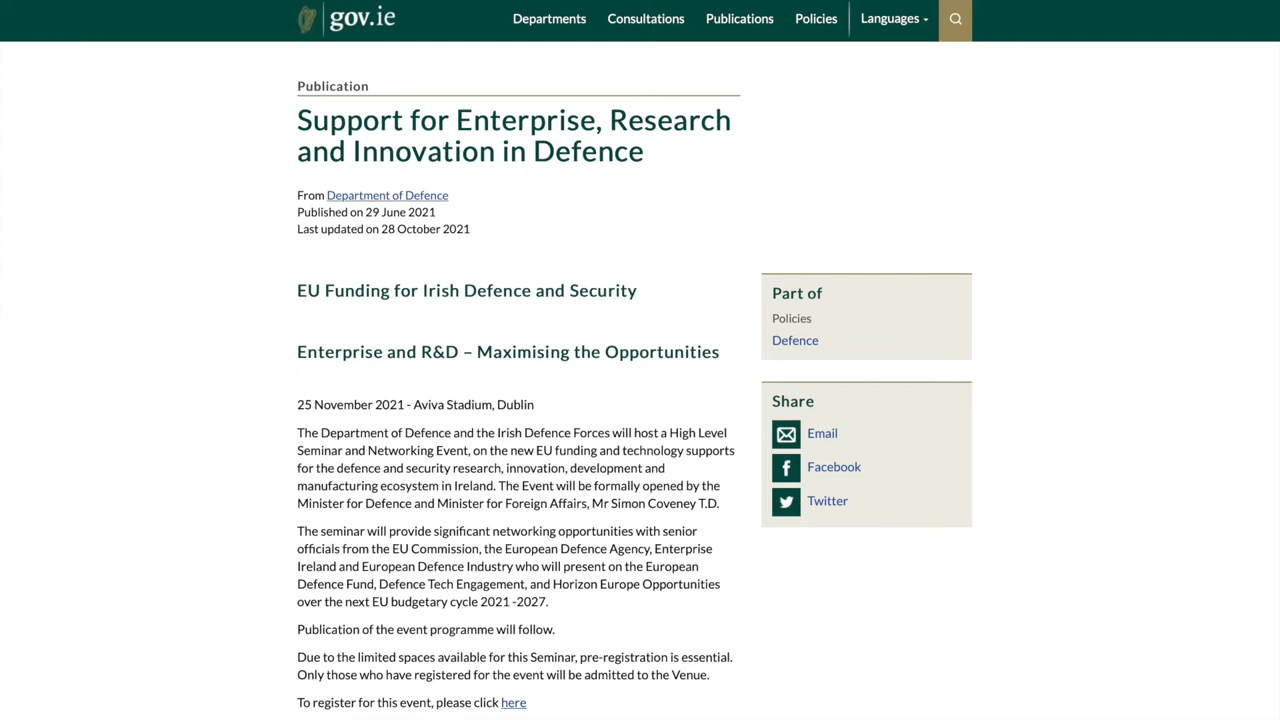 gov.ie
Departments Consultations Publications Policies Languages
Publication
Support for Enterprise, Research
and Innovation in Defence
From Department of Defence
Published on 29 June 2021
Last updated on 28 October 2021
EU Funding for Irish Defence and Security
Enterprise and R&D – Maximising the Opportunities
25 November 2021 - Aviva Stadium, Dublin
The Department of Defence and the Irish Defence Forces will host a High Level
Seminar and Networking Event, on the new EU funding and technology supports
for the defence and security research, innovation, development and
manufacturing ecosystem in Ireland. The Event will be formally opened by the
Minister for Defence and Minister for Foreign Affairs, Mr Simon Coveney T.D.
The seminar will provide significant networking opportunities with senior
officials from the EU Commission, the European Defence Agency, Enterprise
Ireland and European Defence Industry who will present on the European
Defence Fund, Defence Tech Engagement, and Horizon Europe Opportunities
over the next EU budgetary cycle 2021 -2027.
Publication of the event programme will follow.
Due to the limited spaces available for this Seminar, pre-registration is essential.
Only those who have registered for the event will be admitted to the Venue.
To register for this event, please click here
Part of
Policies
Defence
Share
Email
Facebook
Twitter